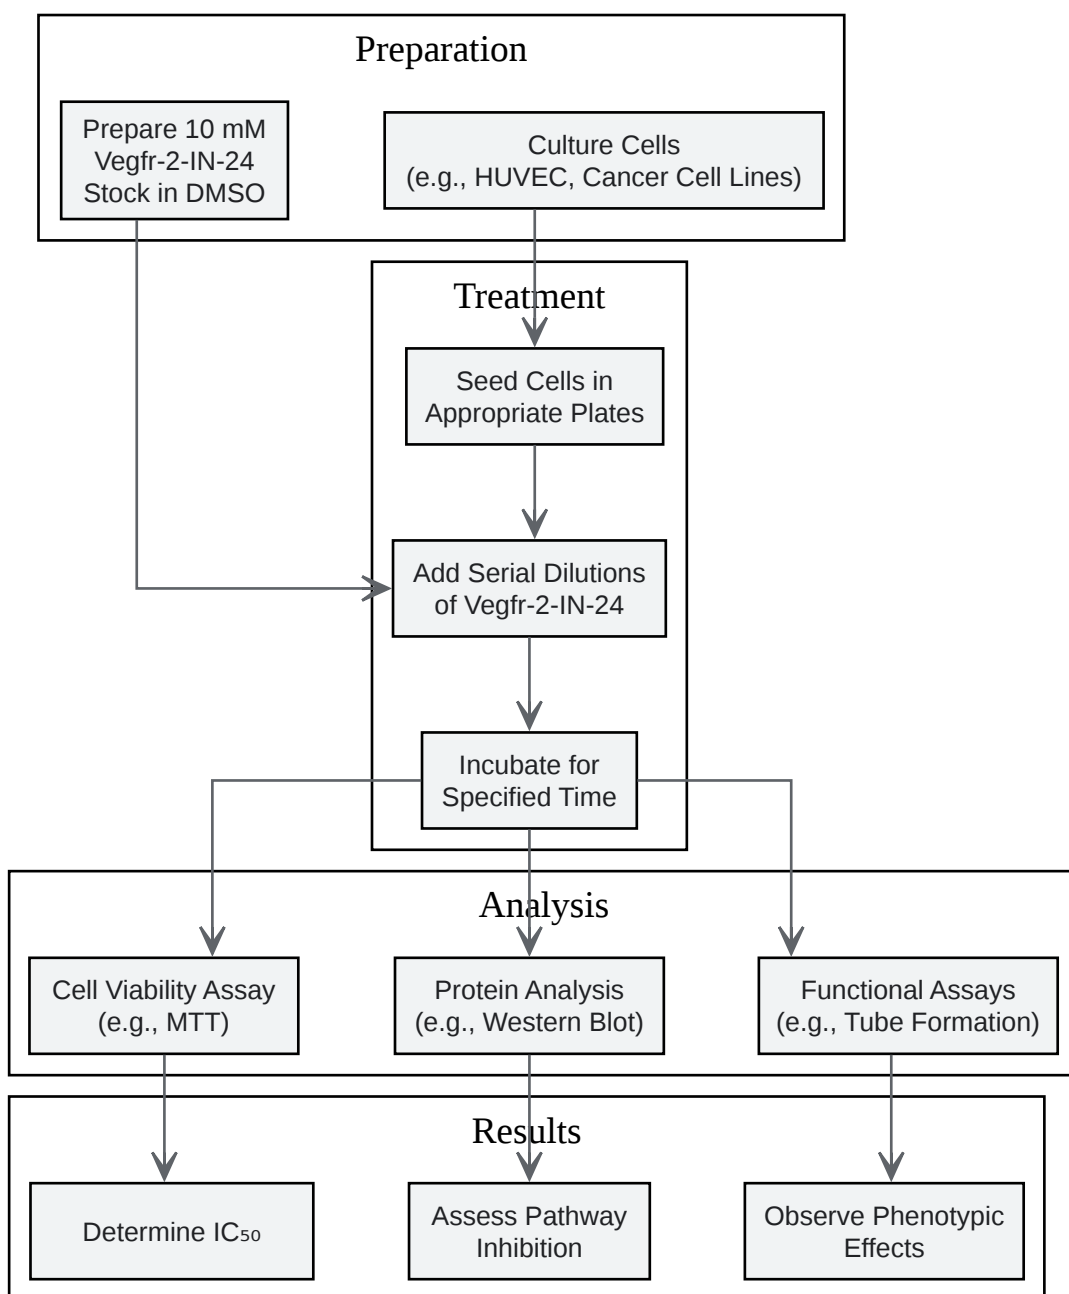 Preparation
Prepare 10 mM
Vegfr-2-IN-24
Stock in DMSO
Culture Cells
(e.g., HUVEC, Cancer Cell Lines)
Treatment
Seed Cells in
Appropriate Plates
Add Serial Dilutions
of Vegfr-2-IN-24
Incubate for
Specified Time
Analysis
Cell Viability Assay
(e.g., MTT)
Protein Analysis
(e.g., Western Blot)
Functional Assays
(e.g., Tube Formation)
Results
Determine IC₅₀
Assess Pathway
Inhibition
Observe Phenotypic
Effects